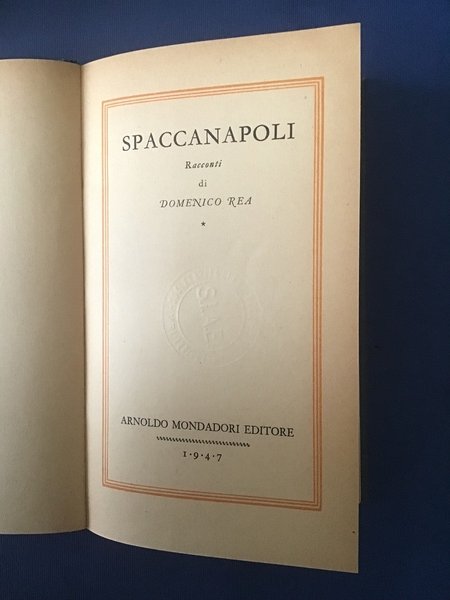 SPACCANAPOLI
Racconti
di
DOMENICO REA
*
ARNOLDO MONDADORI EDITORE
1·9·4·7